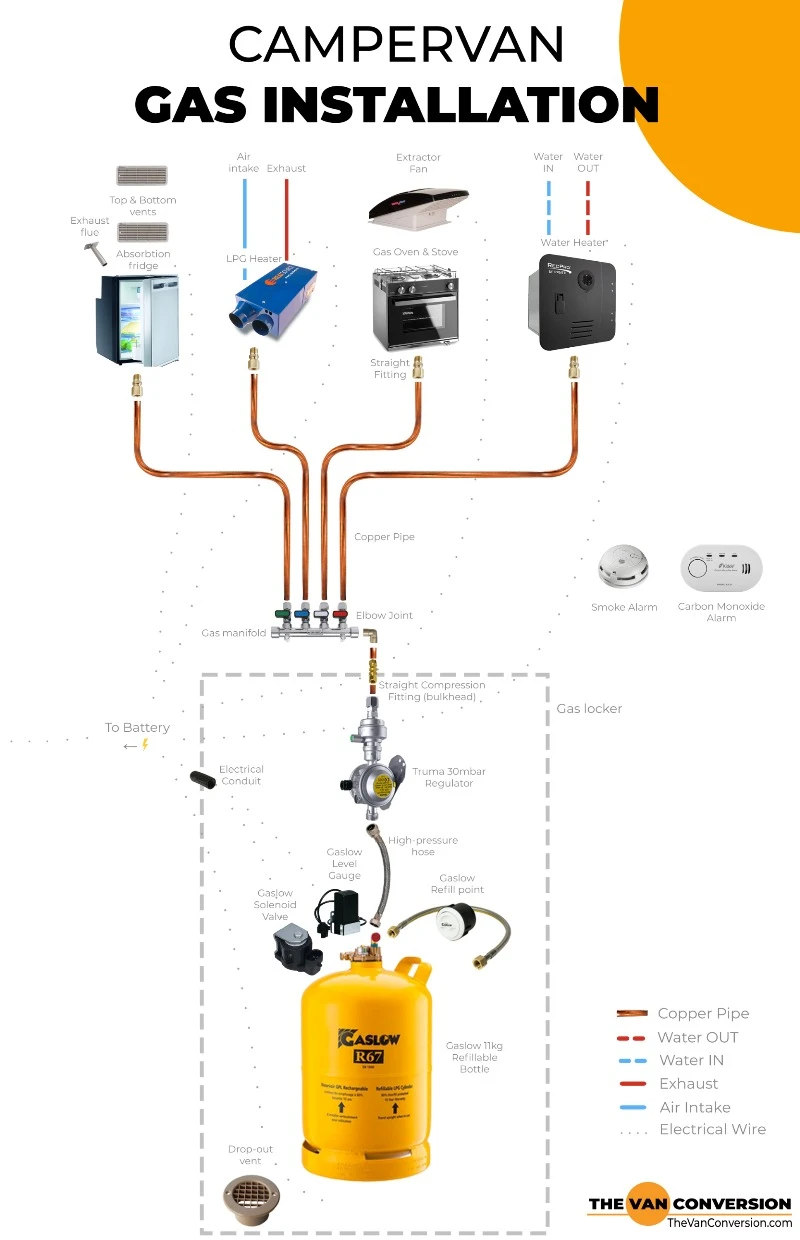 CAMPERVAN
GAS INSTALLATION
Top & Bottom
vents
Exhaust
flue
Absorbtion
fridge
Air
intake
Exhaust
LPG Heater
Extractor
Fan
Gas Oven & Stove
Straight
Fitting
Water
IN
Water
OUT
Water Heater
Copper Pipe
Elbow Joint
Gas manifold
Smoke Alarm
Carbon Monoxide
Alarm
Straight Compression
Fitting (bulkhead)
Gas locker
To Battery
←
Electrical
Conduit
Truma 30mbar
Regulator
High-pressure
hose
Gaslow
Level
Gauge
Gaslow
Refill point
Gasjow
Solenoid
Valve
GASLOW
R67
Refillable LPG Cylinder
Gaslow 11kg
Refillable
Bottle
Drop-out
vent
Copper Pipe
Water OUT
Water IN
Exhaust
Air Intake
.... Electrical Wire
THE VAN CONVERSION
TheVanConversion.com